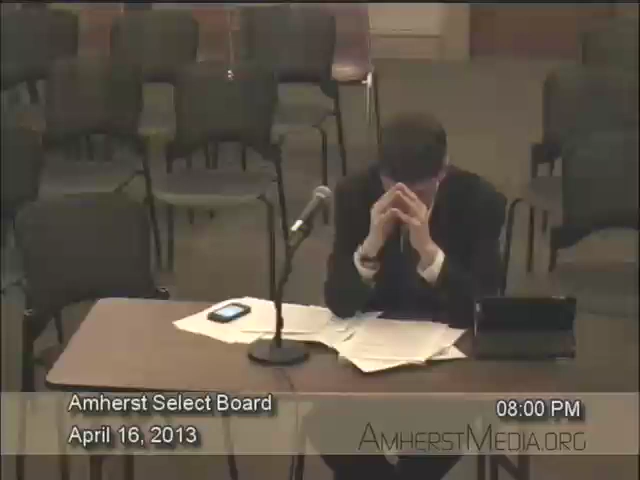 Amherst Select Board
08:00 PM
April 16, 2013
AMHERSTMEDIA.ORG